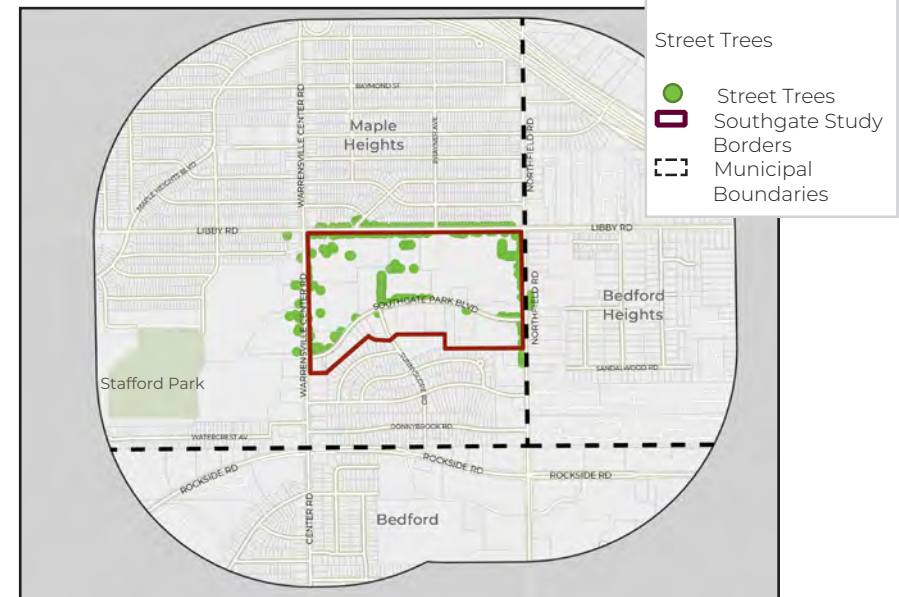 Street Trees
Street Trees
Southgate Study
Borders
Municipal
Boundaries
WARRENSVILLE CENTER RD
RAYMOND ST
Maple
Heights
NORTHFIELD RD
MAPLE HEIGHTS BLVD
LIBBY RD
LIBBY RD
WARRENSVILLE CENTER RD
SOUTHGATE PARK BLVD
NORTHFIELD RD
Bedford
Heights
Stafford Park
SANDALWOOD RD
DONNYBROOK RD
WATERCREST AV
ROCKSIDE RD
ROCKSIDE RD
ROCKSIDE RD
CENTER RD
Bedford